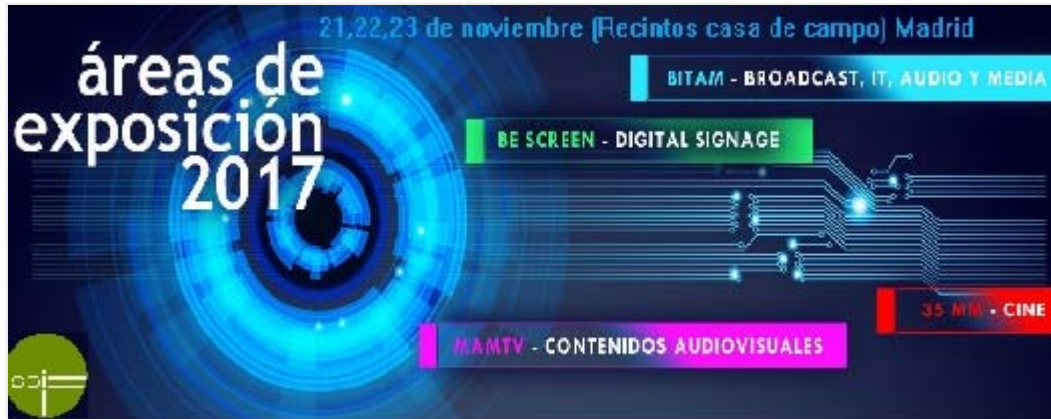 21,22,23 de noviembre (Recintos casa de campo) Madrid
áreas de
exposición
2017
BITAM - BROADCAST, IT, AUDIO Y MEDIA
BE SCREEN - DIGITAL SIGNAGE
35 MM - CINE
MAMTV - CONTENIDOS AUDIOVISUALES